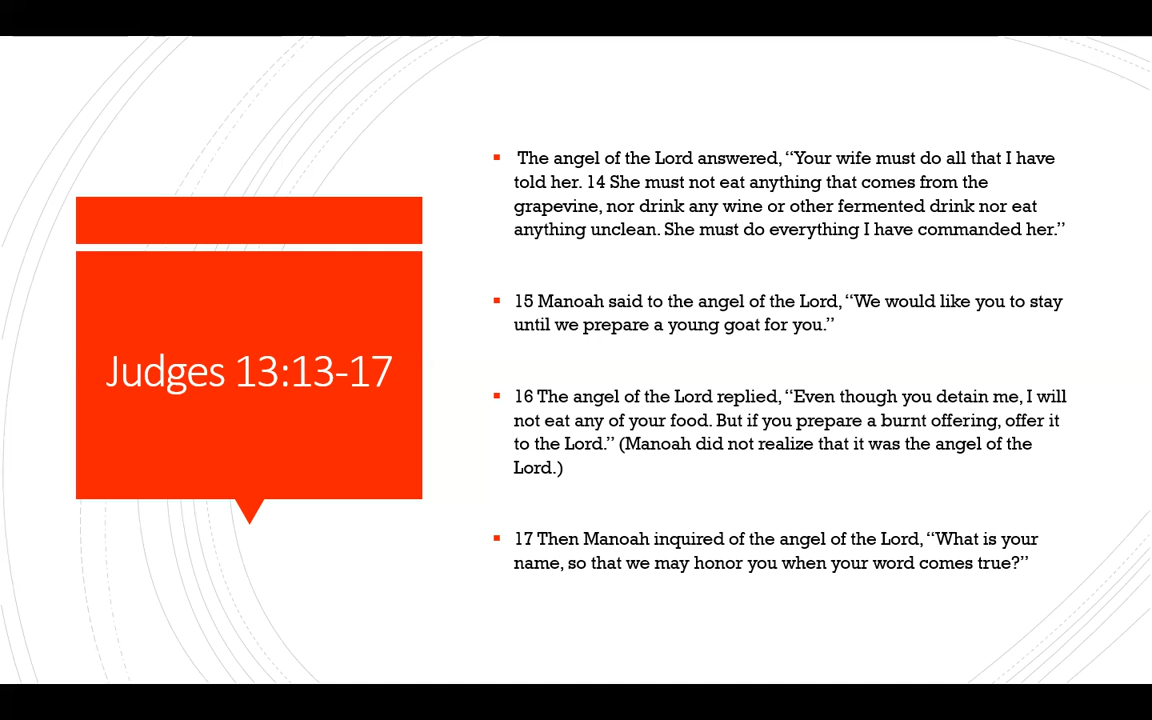 Judges 13:13-17
The angel of the Lord answered, “Your wife must do all that I have
told her. 14 She must not eat anything that comes from the
grapevine, nor drink any wine or other fermented drink nor eat
anything unclean. She must do everything I have commanded her.”
15 Manoah said to the angel of the Lord, “We would like you to stay
until we prepare a young goat for you.”
16 The angel of the Lord replied, “Even though you detain me, I will
not eat any of your food. But if you prepare a burnt offering, offer it
to the Lord.” (Manoah did not realize that it was the angel of the
Lord.)
17 Then Manoah inquired of the angel of the Lord, “What is your
name, so that we may honor you when your word comes true?”